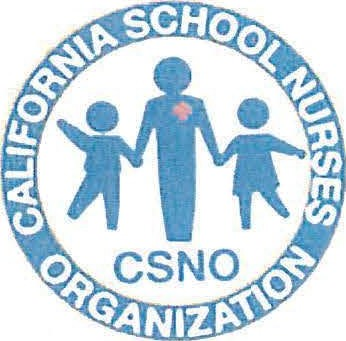 CALIFORNIA SCHOOL NURSES
ORGANIZATION
CSNO